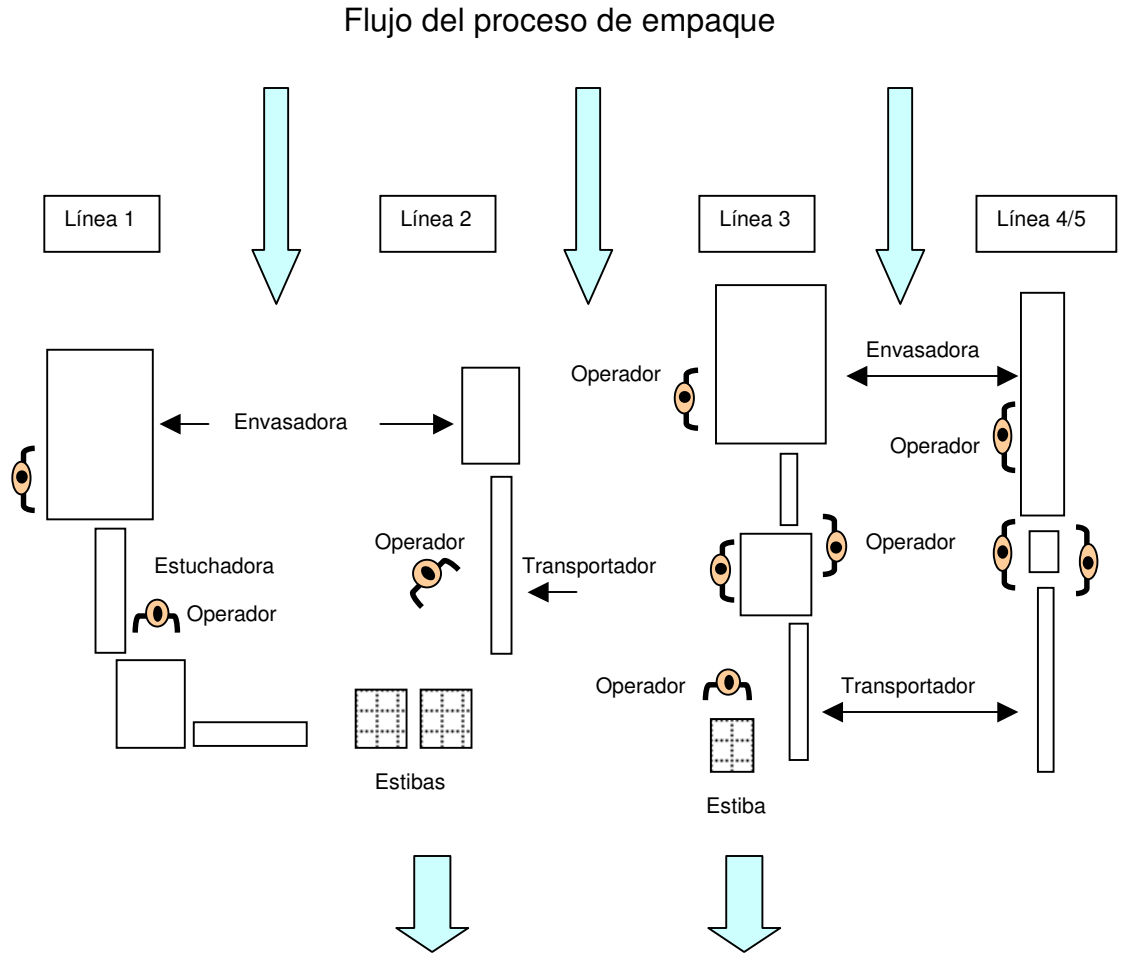 Flujo del proceso de empaque
Línea 1
Línea 2
Línea 3
Línea 4/5
Envasadora
Operador
Envasadora
Operador
Operador
Transportador
Operador
Estuchadora
Operador
Operador
Transportador
Estibas
Estiba